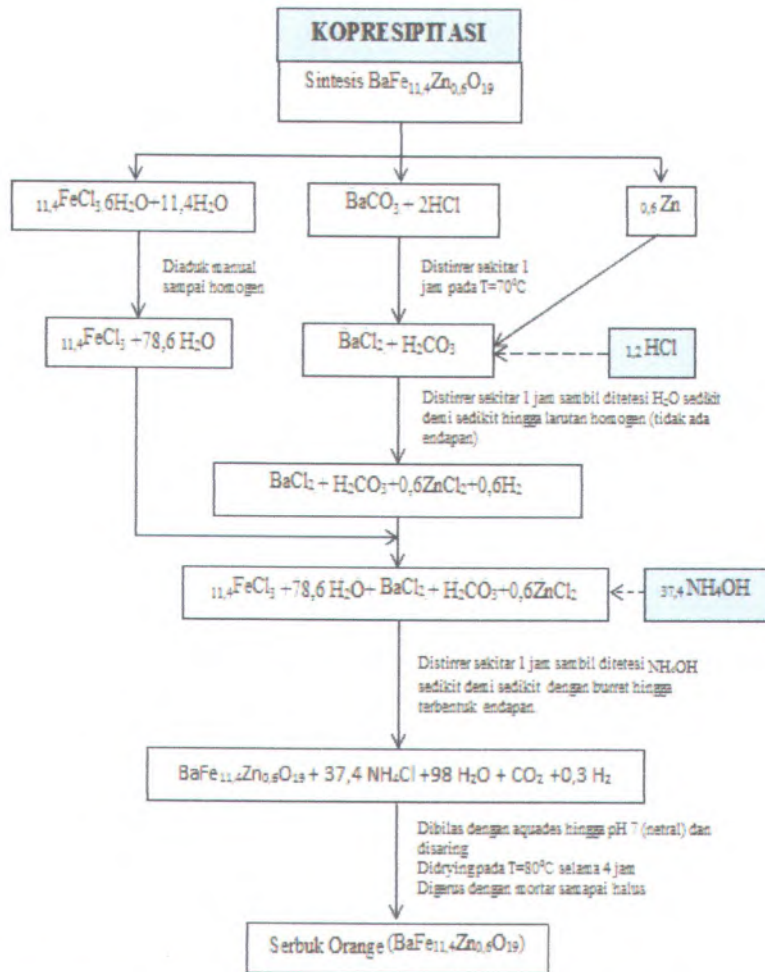 KOPRESIPITASI
Sintesis BaFe₁₁,₄Zn₀,₆O₁₉
₁₁,₄FeCl₃.6H₂O+11,4H₂O
BaCO₃ + 2HCl
₀,₆ Zn
Diaduk manual
sampai homogen
Distirrer sekitar 1
jam pada T=70⁰C
₁₁,₄FeCl₃ +78,6 H₂O
BaCl₂ + H₂CO₃
₁,₂ HCl
Distirrer sekitar 1 jam sambil ditetesi H₂O sedikit
demi sedikit hingga larutan homogen (tidak ada
endapan)
BaCl₂ + H₂CO₃+0,6ZnCl₂+0,6H₂
₁₁,₄FeCl₃ +78,6 H₂O+ BaCl₂ + H₂CO₃+0,6ZnCl₂
₃₇,₄ NH₄OH
Distirrer sekitar 1 jam sambil ditetesi NH₄OH
sedikit demi sedikit dengan burret hingga
terbentuk endapan.
BaFe₁₁,₄Zn₀,₆O₁₉ + 37,4 NH₄Cl +98 H₂O + CO₂ +0,3 H₂
Dibilas dengan aquades hingga pH 7 (netral) dan
disaring
Didrying pada T=80⁰C selama 4 jam
Digerus dengan mortar samapai halus
Serbuk Orange (BaFe₁₁,₄Zn₀,₆O₁₉)